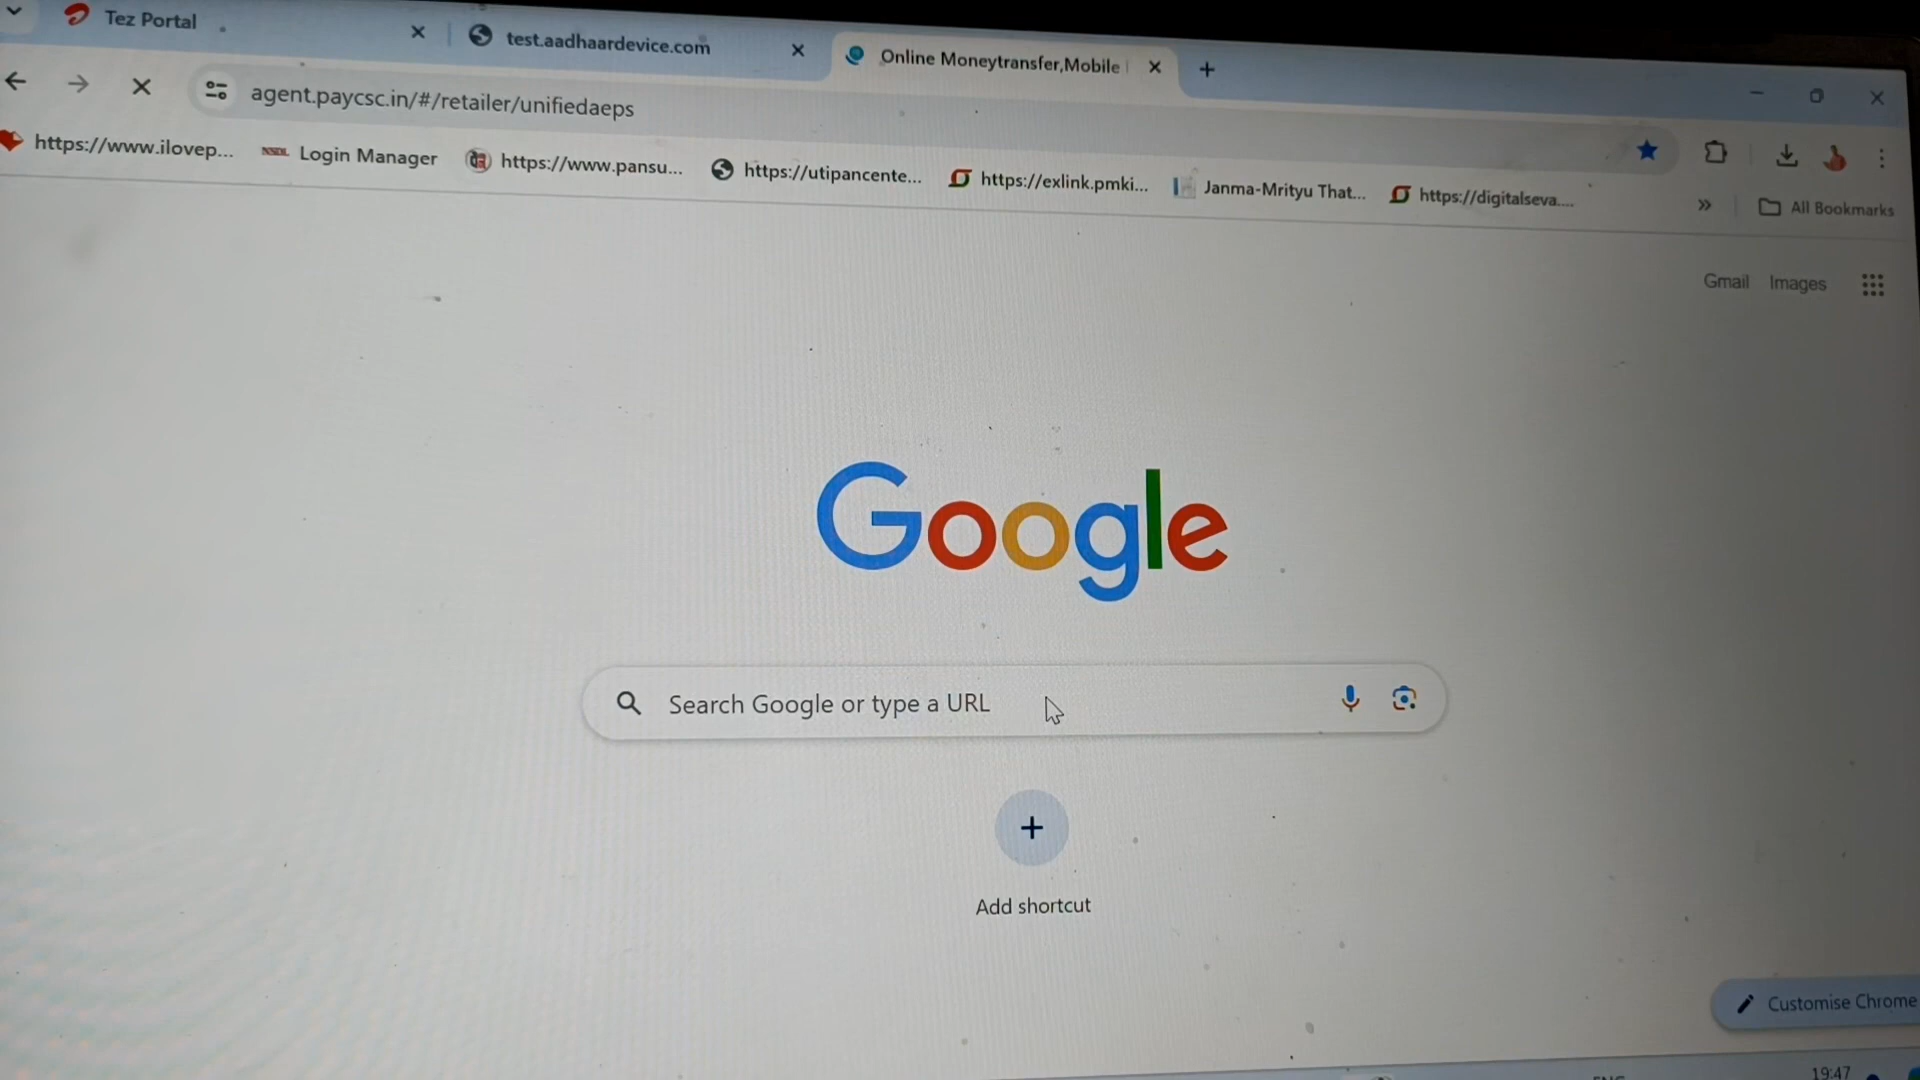 Tez Portal
test.aadhaardevice.com
Online Moneytransfer,Mobile
agent.paycsc.in/#/retailer/unifiedaeps
https://www.ilovep...
NSDL Login Manager
https://www.pansu...
https://utipancente...
https://exlink.pmki...
Janma-Mrityu That...
https://digitalseva....
All Bookmarks
Gmail Images
Google
Search Google or type a URL
Add shortcut
Customise Chrome
19:47